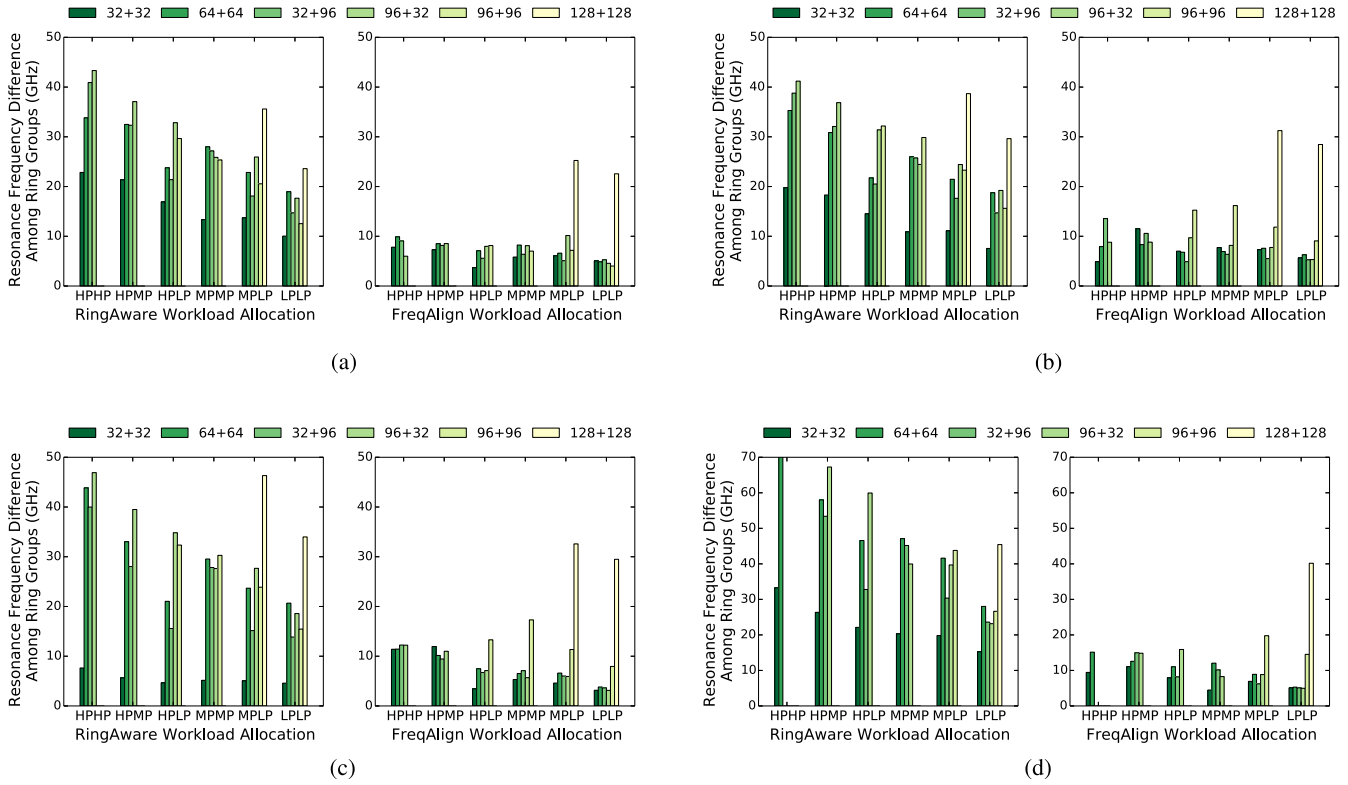 32+32 64+64 32+96 96+32 96+96 128+128
Resonance Frequency Difference
Among Ring Groups (GHz)
50
40
30
20
10
0
HPHP HPMP HPLP MPMP MPLP LPLP
RingAware Workload Allocation
50
40
30
20
10
0
HPHP HPMP HPLP MPMP MPLP LPLP
FreqAlign Workload Allocation
(a)
32+32 64+64 32+96 96+32 96+96 128+128
Resonance Frequency Difference
Among Ring Groups (GHz)
50
40
30
20
10
0
HPHP HPMP HPLP MPMP MPLP LPLP
RingAware Workload Allocation
50
40
30
20
10
0
HPHP HPMP HPLP MPMP MPLP LPLP
FreqAlign Workload Allocation
(b)
32+32 64+64 32+96 96+32 96+96 128+128
Resonance Frequency Difference
Among Ring Groups (GHz)
50
40
30
20
10
0
HPHP HPMP HPLP MPMP MPLP LPLP
RingAware Workload Allocation
50
40
30
20
10
0
HPHP HPMP HPLP MPMP MPLP LPLP
FreqAlign Workload Allocation
(c)
32+32 64+64 32+96 96+32 96+96 128+128
Resonance Frequency Difference
Among Ring Groups (GHz)
70
60
50
40
30
20
10
0
HPHP HPMP HPLP MPMP MPLP LPLP
RingAware Workload Allocation
70
60
50
40
30
20
10
0
HPHP HPMP HPLP MPMP MPLP LPLP
FreqAlign Workload Allocation
(d)